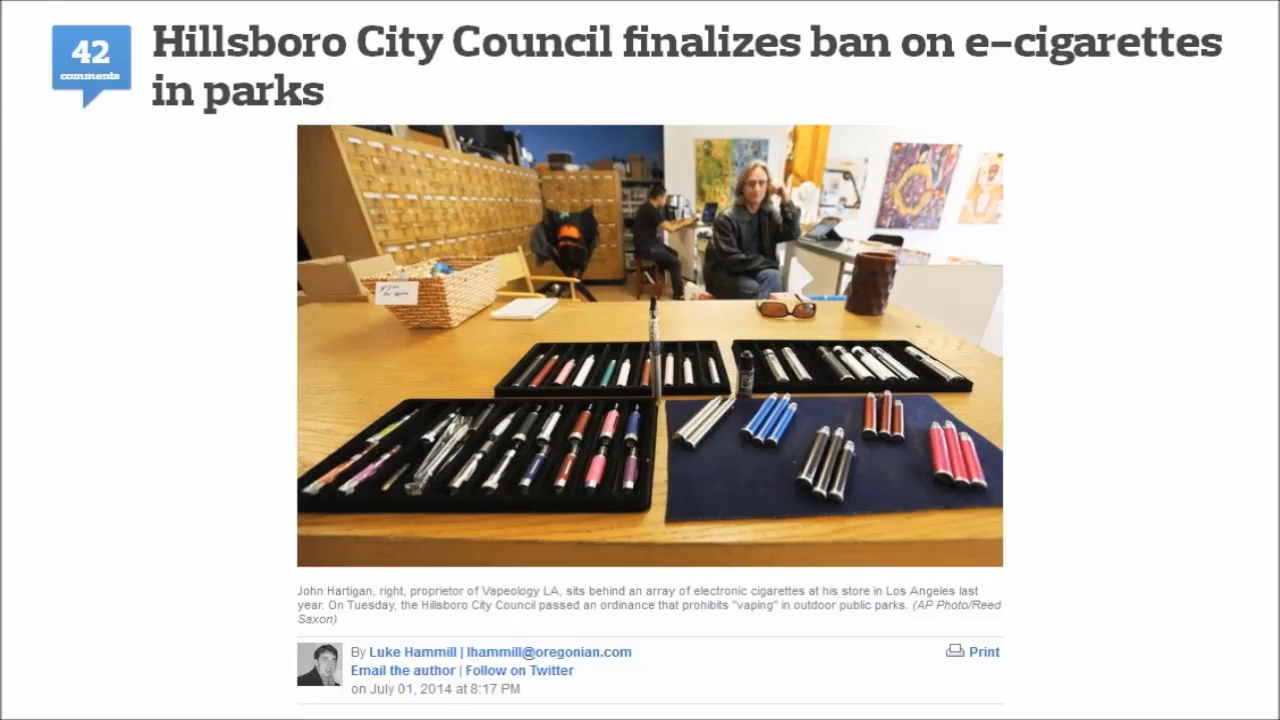 42
comments
Hillsboro City Council finalizes ban on e-cigarettes
in parks
John Hartigan, right, proprietor of Vapeology LA, sits behind an array of electronic cigarettes at his store in Los Angeles last
year. On Tuesday, the Hillsboro City Council passed an ordinance that prohibits "vaping" in outdoor public parks. (AP Photo/Reed
Saxon)
By Luke Hammill | lhammill@oregonian.com
Print
Email the author | Follow on Twitter
on July 01, 2014 at 8:17 PM